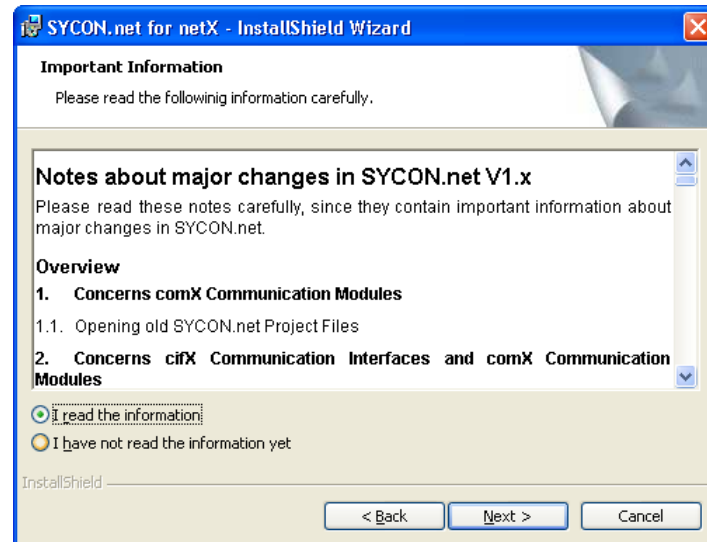 SYCON.net for netX - InstallShield Wizard
Important Information
Please read the followinig information carefully.
Notes about major changes in SYCON.net V1.x
Please read these notes carefully, since they contain important information about
major changes in SYCON.net.
Overview
1. Concerns comX Communication Modules
1.1. Opening old SYCON.net Project Files
2. Concerns cifX Communication Interfaces and comX Communication
Modules
I read the information
I have not read the information yet
InstallShield
< Back Next > Cancel